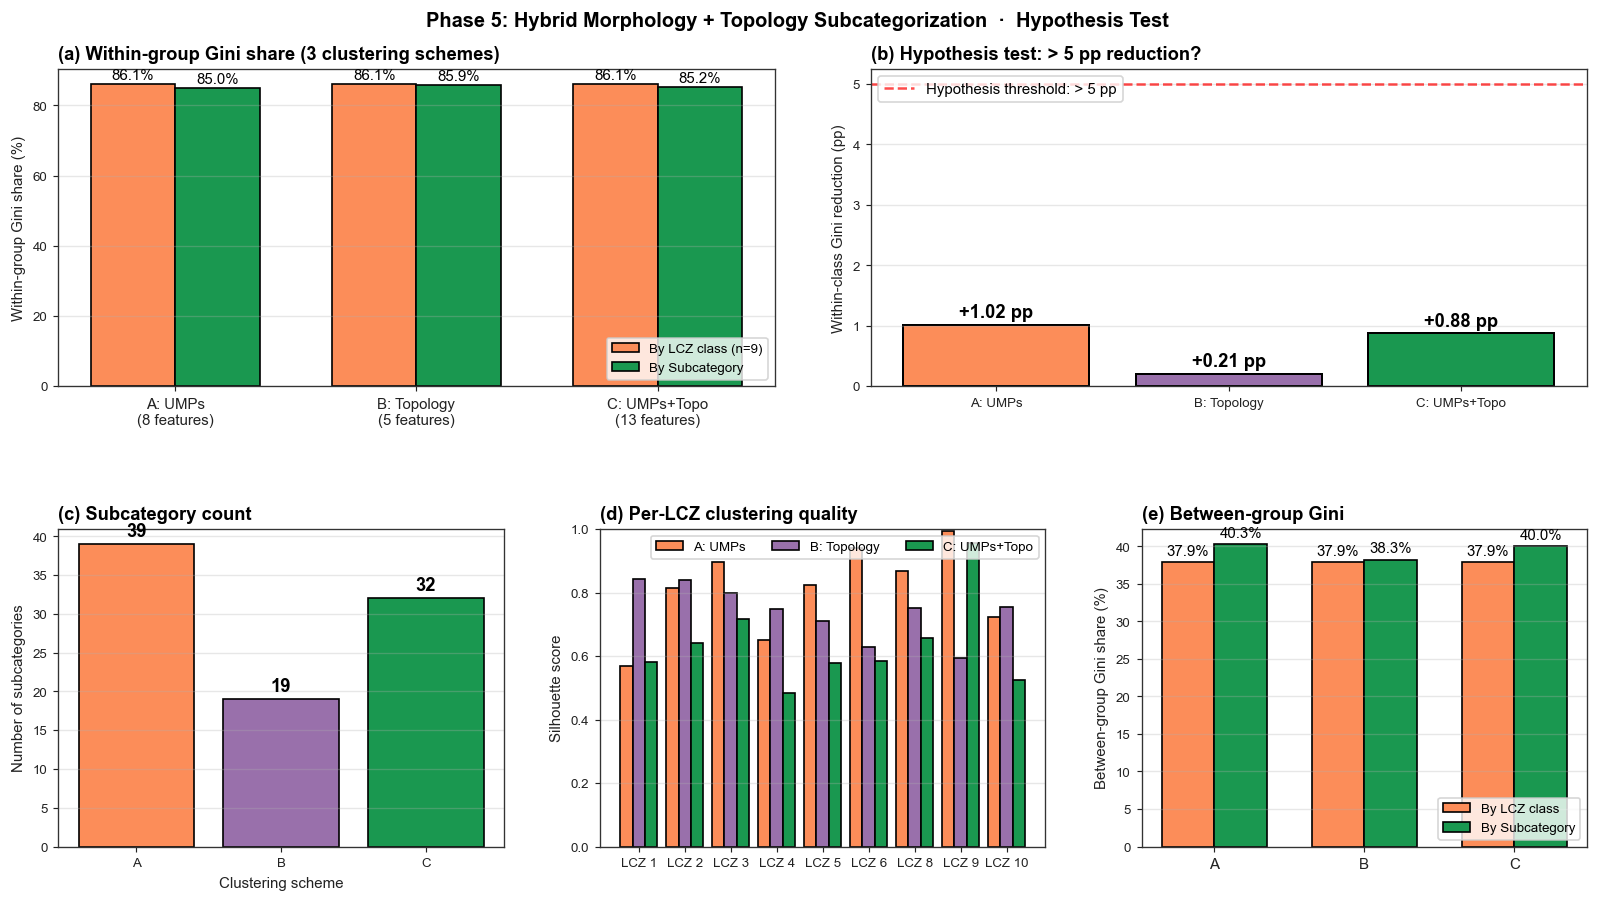 Phase 5: Hybrid Morphology + Topology Subcategorization · Hypothesis Test
(a) Within-group Gini share (3 clustering schemes)
Within-group Gini share (%)
80
60
40
20
0
86.1%
85.0%
86.1%
85.9%
86.1%
85.2%
By LCZ class (n=9)
By Subcategory
A: UMPs
(8 features)
B: Topology
(5 features)
C: UMPs+Topo
(13 features)
(b) Hypothesis test: > 5 pp reduction?
Within-class Gini reduction (pp)
5
4
3
2
1
0
Hypothesis threshold: > 5 pp
+1.02 pp
+0.21 pp
+0.88 pp
A: UMPs
B: Topology
C: UMPs+Topo
(c) Subcategory count
Number of subcategories
40
35
30
25
20
15
10
5
0
39
19
32
A
B
C
Clustering scheme
(d) Per-LCZ clustering quality
Silhouette score
1.0
0.8
0.6
0.4
0.2
0.0
A: UMPs
B: Topology
C: UMPs+Topo
LCZ 1
LCZ 2
LCZ 3
LCZ 4
LCZ 5
LCZ 6
LCZ 8
LCZ 9
LCZ 10
(e) Between-group Gini
Between-group Gini share (%)
40
35
30
25
20
15
10
5
0
37.9%
40.3%
37.9%
38.3%
37.9%
40.0%
By LCZ class
By Subcategory
A
B
C